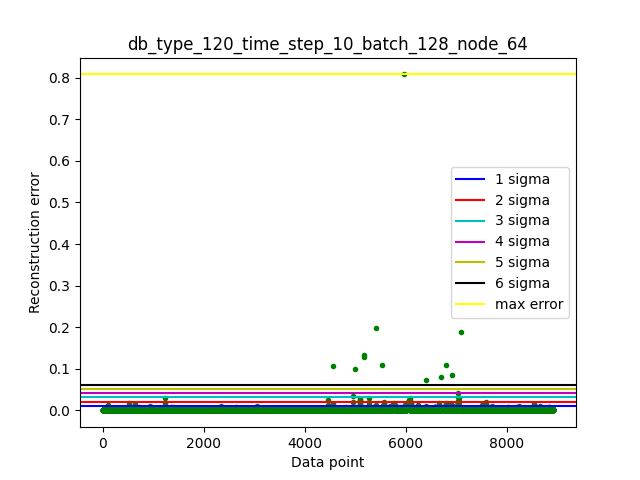 db_type_120_time_step_10_batch_128_node_64
0.8
0.7
0.6
0.5
0.4
0.3
0.2
0.1
0.0
Reconstruction error
1 sigma
2 sigma
3 sigma
4 sigma
5 sigma
6 sigma
max error
0 2000 4000 6000 8000
Data point